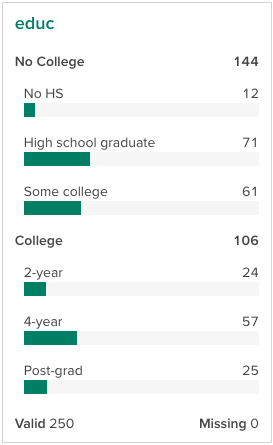 educ
No College 144
No HS 12
High school graduate 71
Some college 61
College 106
2-year 24
4-year 57
Post-grad 25
Valid 250 Missing 0